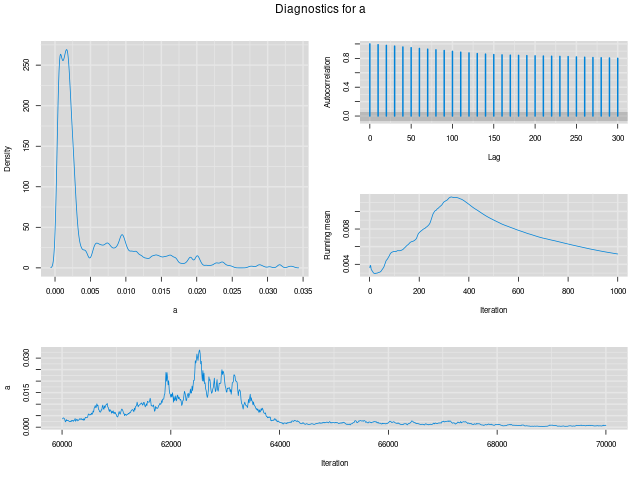 Diagnostics for a
Density
0 50 100 150 200 250
0.000 0.005 0.010 0.015 0.020 0.025 0.030 0.035
a
Autocorrelation
0.0 0.4 0.8
0 50 100 150 200 250 300
Lag
Running mean
0.004 0.008
0 200 400 600 800 1000
Iteration
a
0.000 0.015 0.030
60000 62000 64000 66000 68000 70000
Iteration